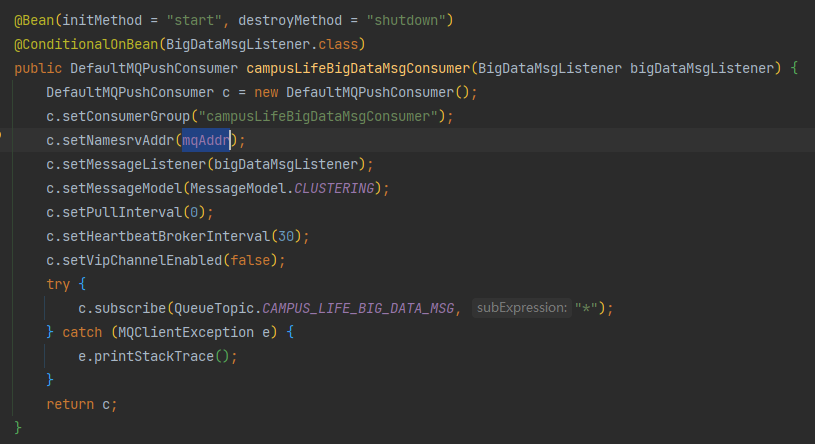 @Bean(initMethod = "start", destroyMethod = "shutdown")
@ConditionalOnBean(BigDataMsgListener.class)
public DefaultMQPushConsumer campusLifeBigDataMsgConsumer(BigDataMsgListener bigDataMsgListener) {
    DefaultMQPushConsumer c = new DefaultMQPushConsumer();
    c.setConsumerGroup("campusLifeBigDataMsgConsumer");
    c.setNamesrvAddr(mqAddr);
    c.setMessageListener(bigDataMsgListener);
    c.setMessageModel(MessageModel.CLUSTERING);
    c.setPullInterval(0);
    c.setHeartbeatBrokerInterval(30);
    c.setVipChannelEnabled(false);
    try {
        c.subscribe(QueueTopic.CAMPUS_LIFE_BIG_DATA_MSG, subExpression: "*");
    } catch (MQClientException e) {
        e.printStackTrace();
    }
    return c;
}